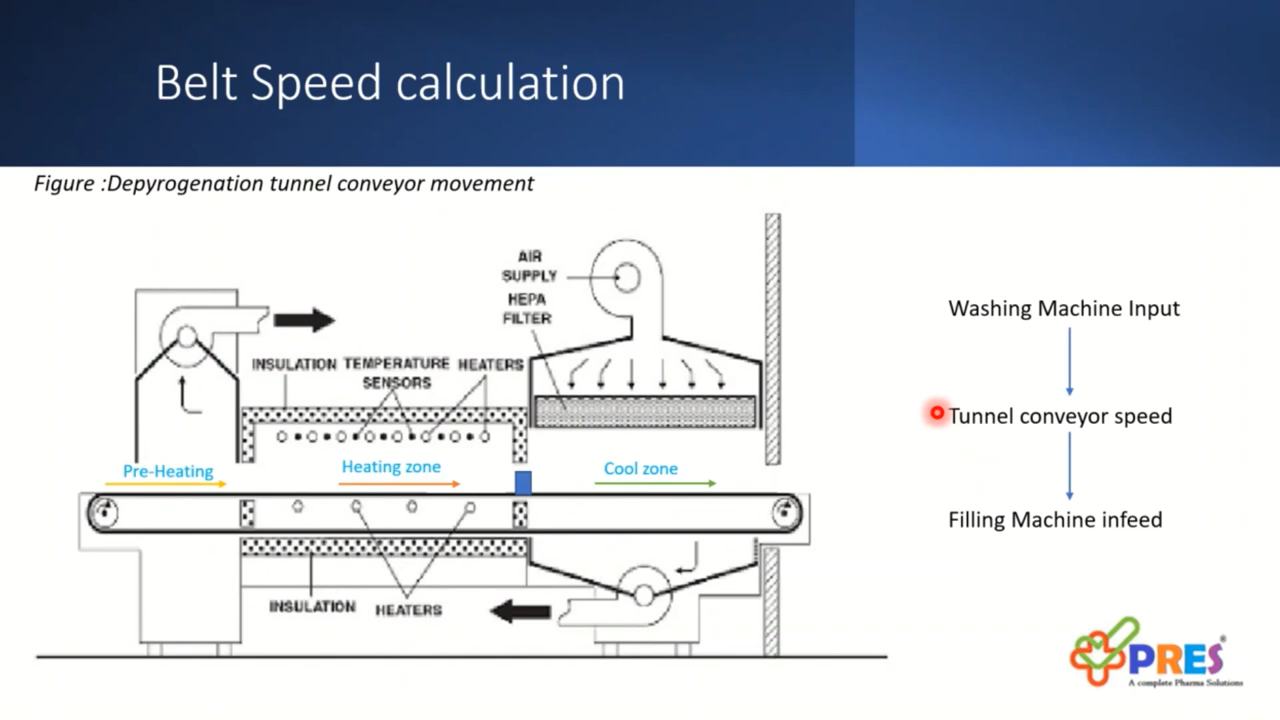 Belt Speed calculation
Figure :Depyrogenation tunnel conveyor movement
AIR
SUPPLY
HEPA
FILTER
INSULATION
TEMPERATURE
SENSORS
HEATERS
Pre-Heating
Heating zone
Cool zone
INSULATION
HEATERS
Washing Machine Input
Tunnel conveyor speed
Filling Machine infeed
PRES®
A complete Pharma Solutions